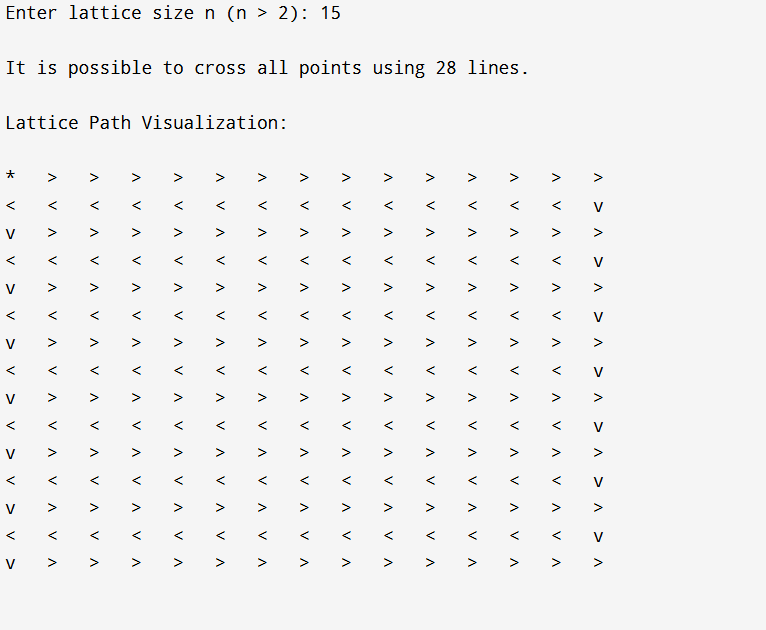 Enter lattice size n (n > 2): 15
It is possible to cross all points using 28 lines.
Lattice Path Visualization:
* > > > > > > > > > > > > > >
< < < < < < < < < < < < < < v
v > > > > > > > > > > > > > >
< < < < < < < < < < < < < < v
v > > > > > > > > > > > > > >
< < < < < < < < < < < < < < v
v > > > > > > > > > > > > > >
< < < < < < < < < < < < < < v
v > > > > > > > > > > > > > >
< < < < < < < < < < < < < < v
v > > > > > > > > > > > > > >
< < < < < < < < < < < < < < v
v > > > > > > > > > > > > > >
< < < < < < < < < < < < < < v
v > > > > > > > > > > > > > >